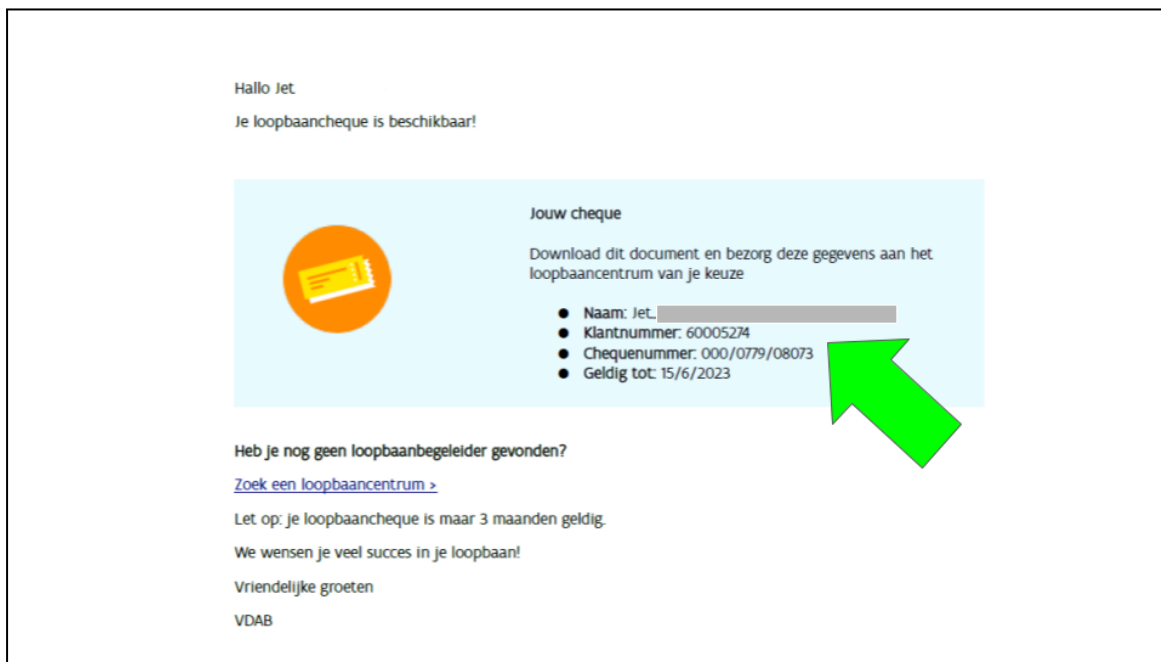 Hallo Jet
Je loopbaancheque is beschikbaar!
Jouw cheque
Download dit document en bezorg deze gegevens aan het
loopbaancentrum van je keuze
● Naam: Jet
● Klantnummer: 60005274
● Chequenummer: 000/0779/08073
● Geldig tot: 15/6/2023
Heb je nog geen loopbaanbegeleider gevonden?
Zoek een loopbaancentrum >
Let op: je loopbaancheque is maar 3 maanden geldig.
We wensen je veel succes in je loopbaan!
Vriendelijke groeten
VDAB